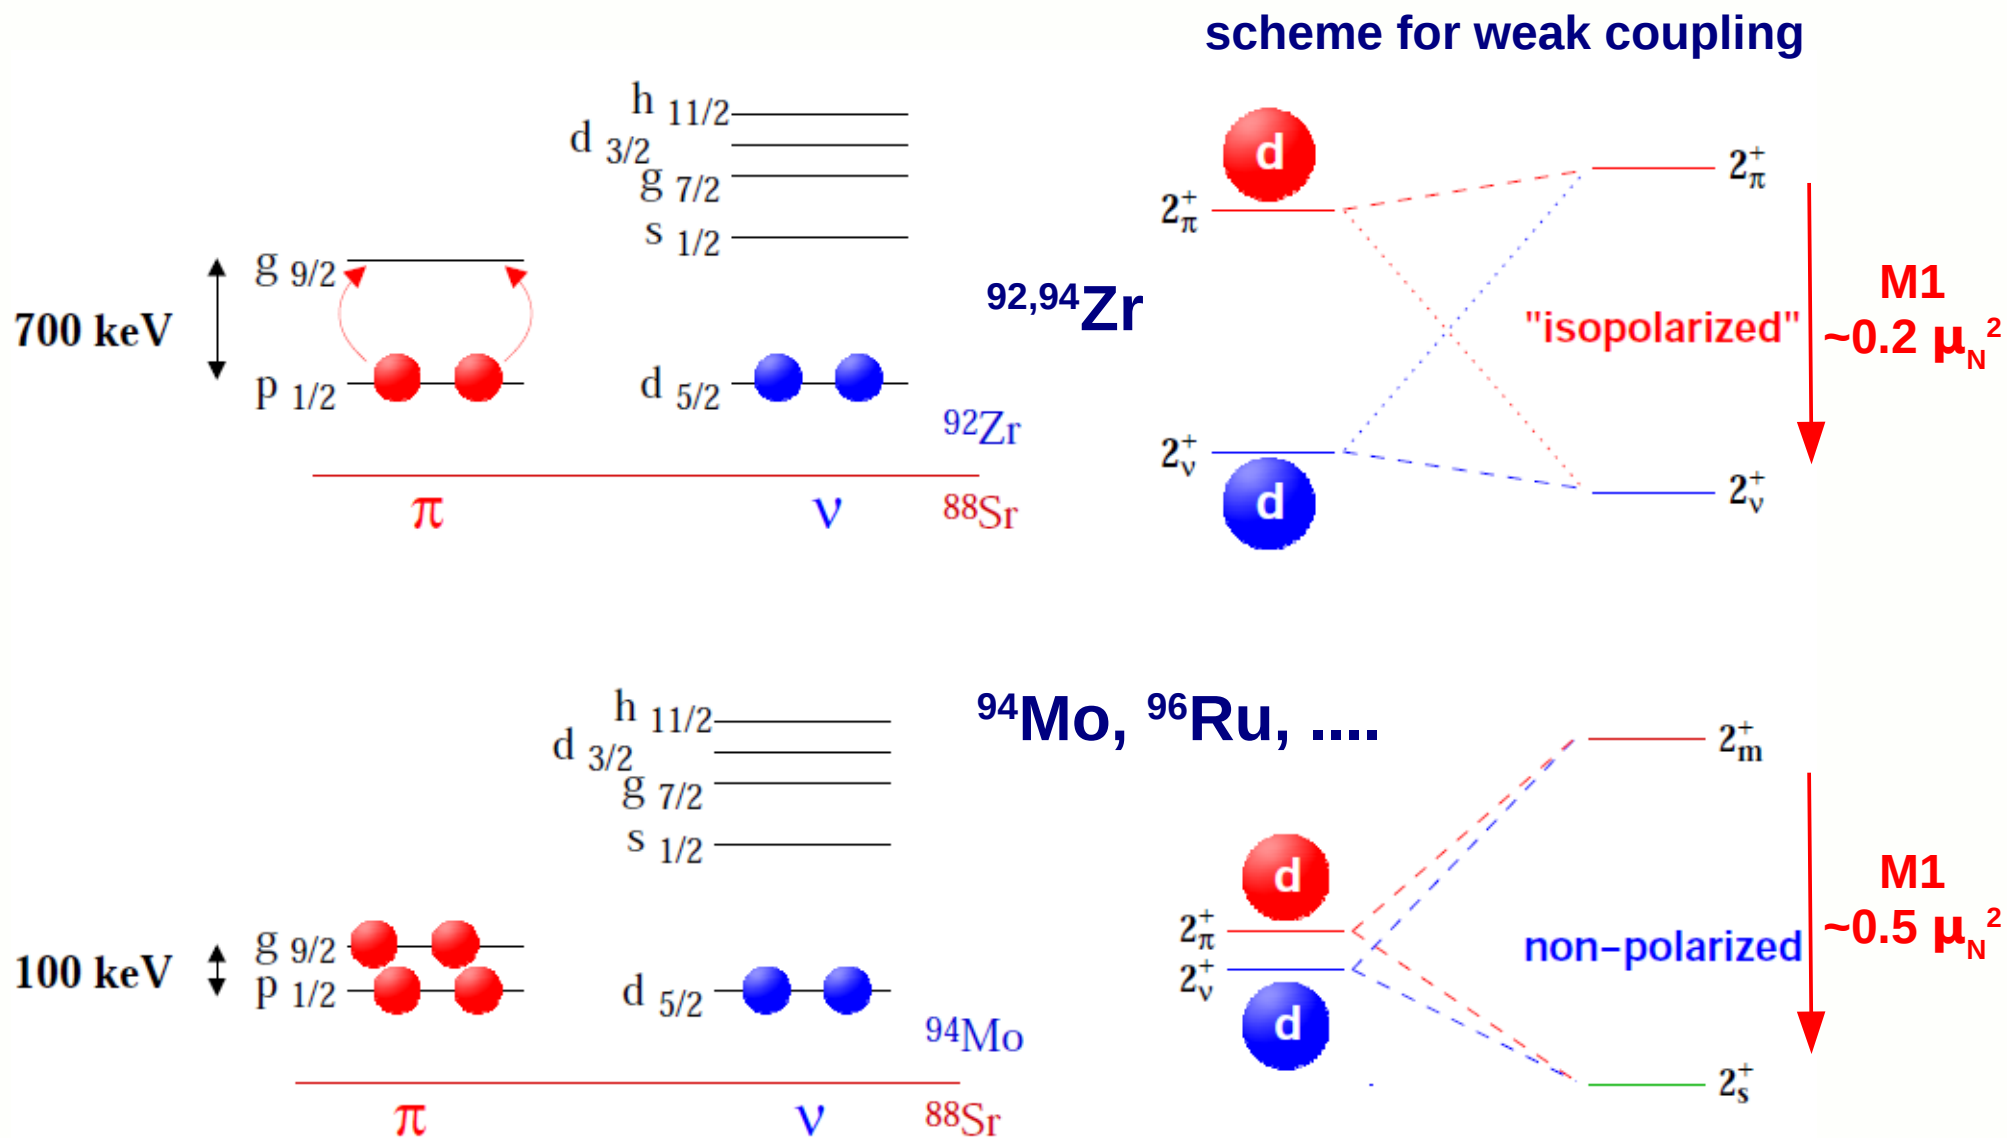 scheme for weak coupling
h 11/2
d 3/2
g 7/2
s 1/2
g 9/2
700 keV
p 1/2
d 5/2
92Zr
π
ν
88Sr
92,94Zr
d
2+π
2+π
M1
~0.2 μN2
"isopolarized"
2+ν
d
2+ν
94Mo, 96Ru, ....
h 11/2
d 3/2
g 7/2
s 1/2
g 9/2
100 keV
p 1/2
d 5/2
94Mo
π
ν
88Sr
2+m
d
2+π
M1
~0.5 μN2
non-polarized
2+ν
d
2+s